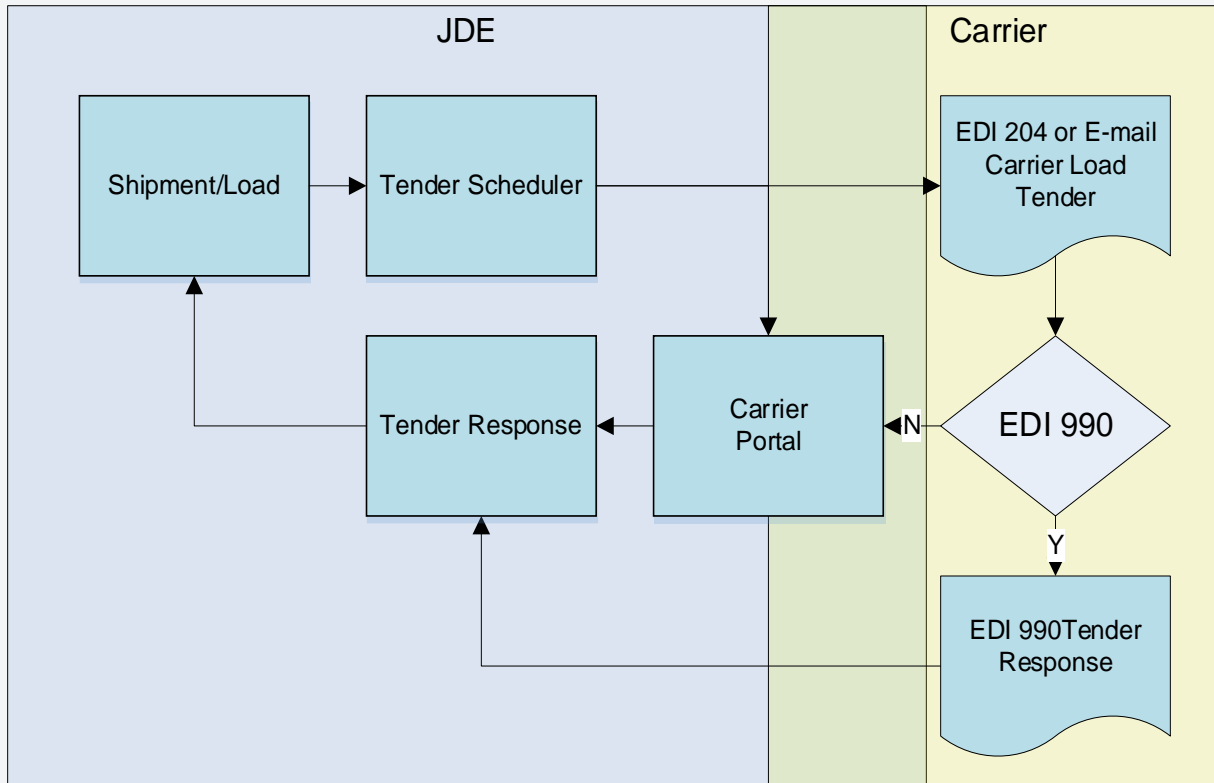 JDE
Carrier
Shipment/Load
Tender Scheduler
EDI 204 or E-mail
Carrier Load
Tender
Tender Response
Carrier
Portal
N
EDI 990
Y
EDI 990Tender
Response